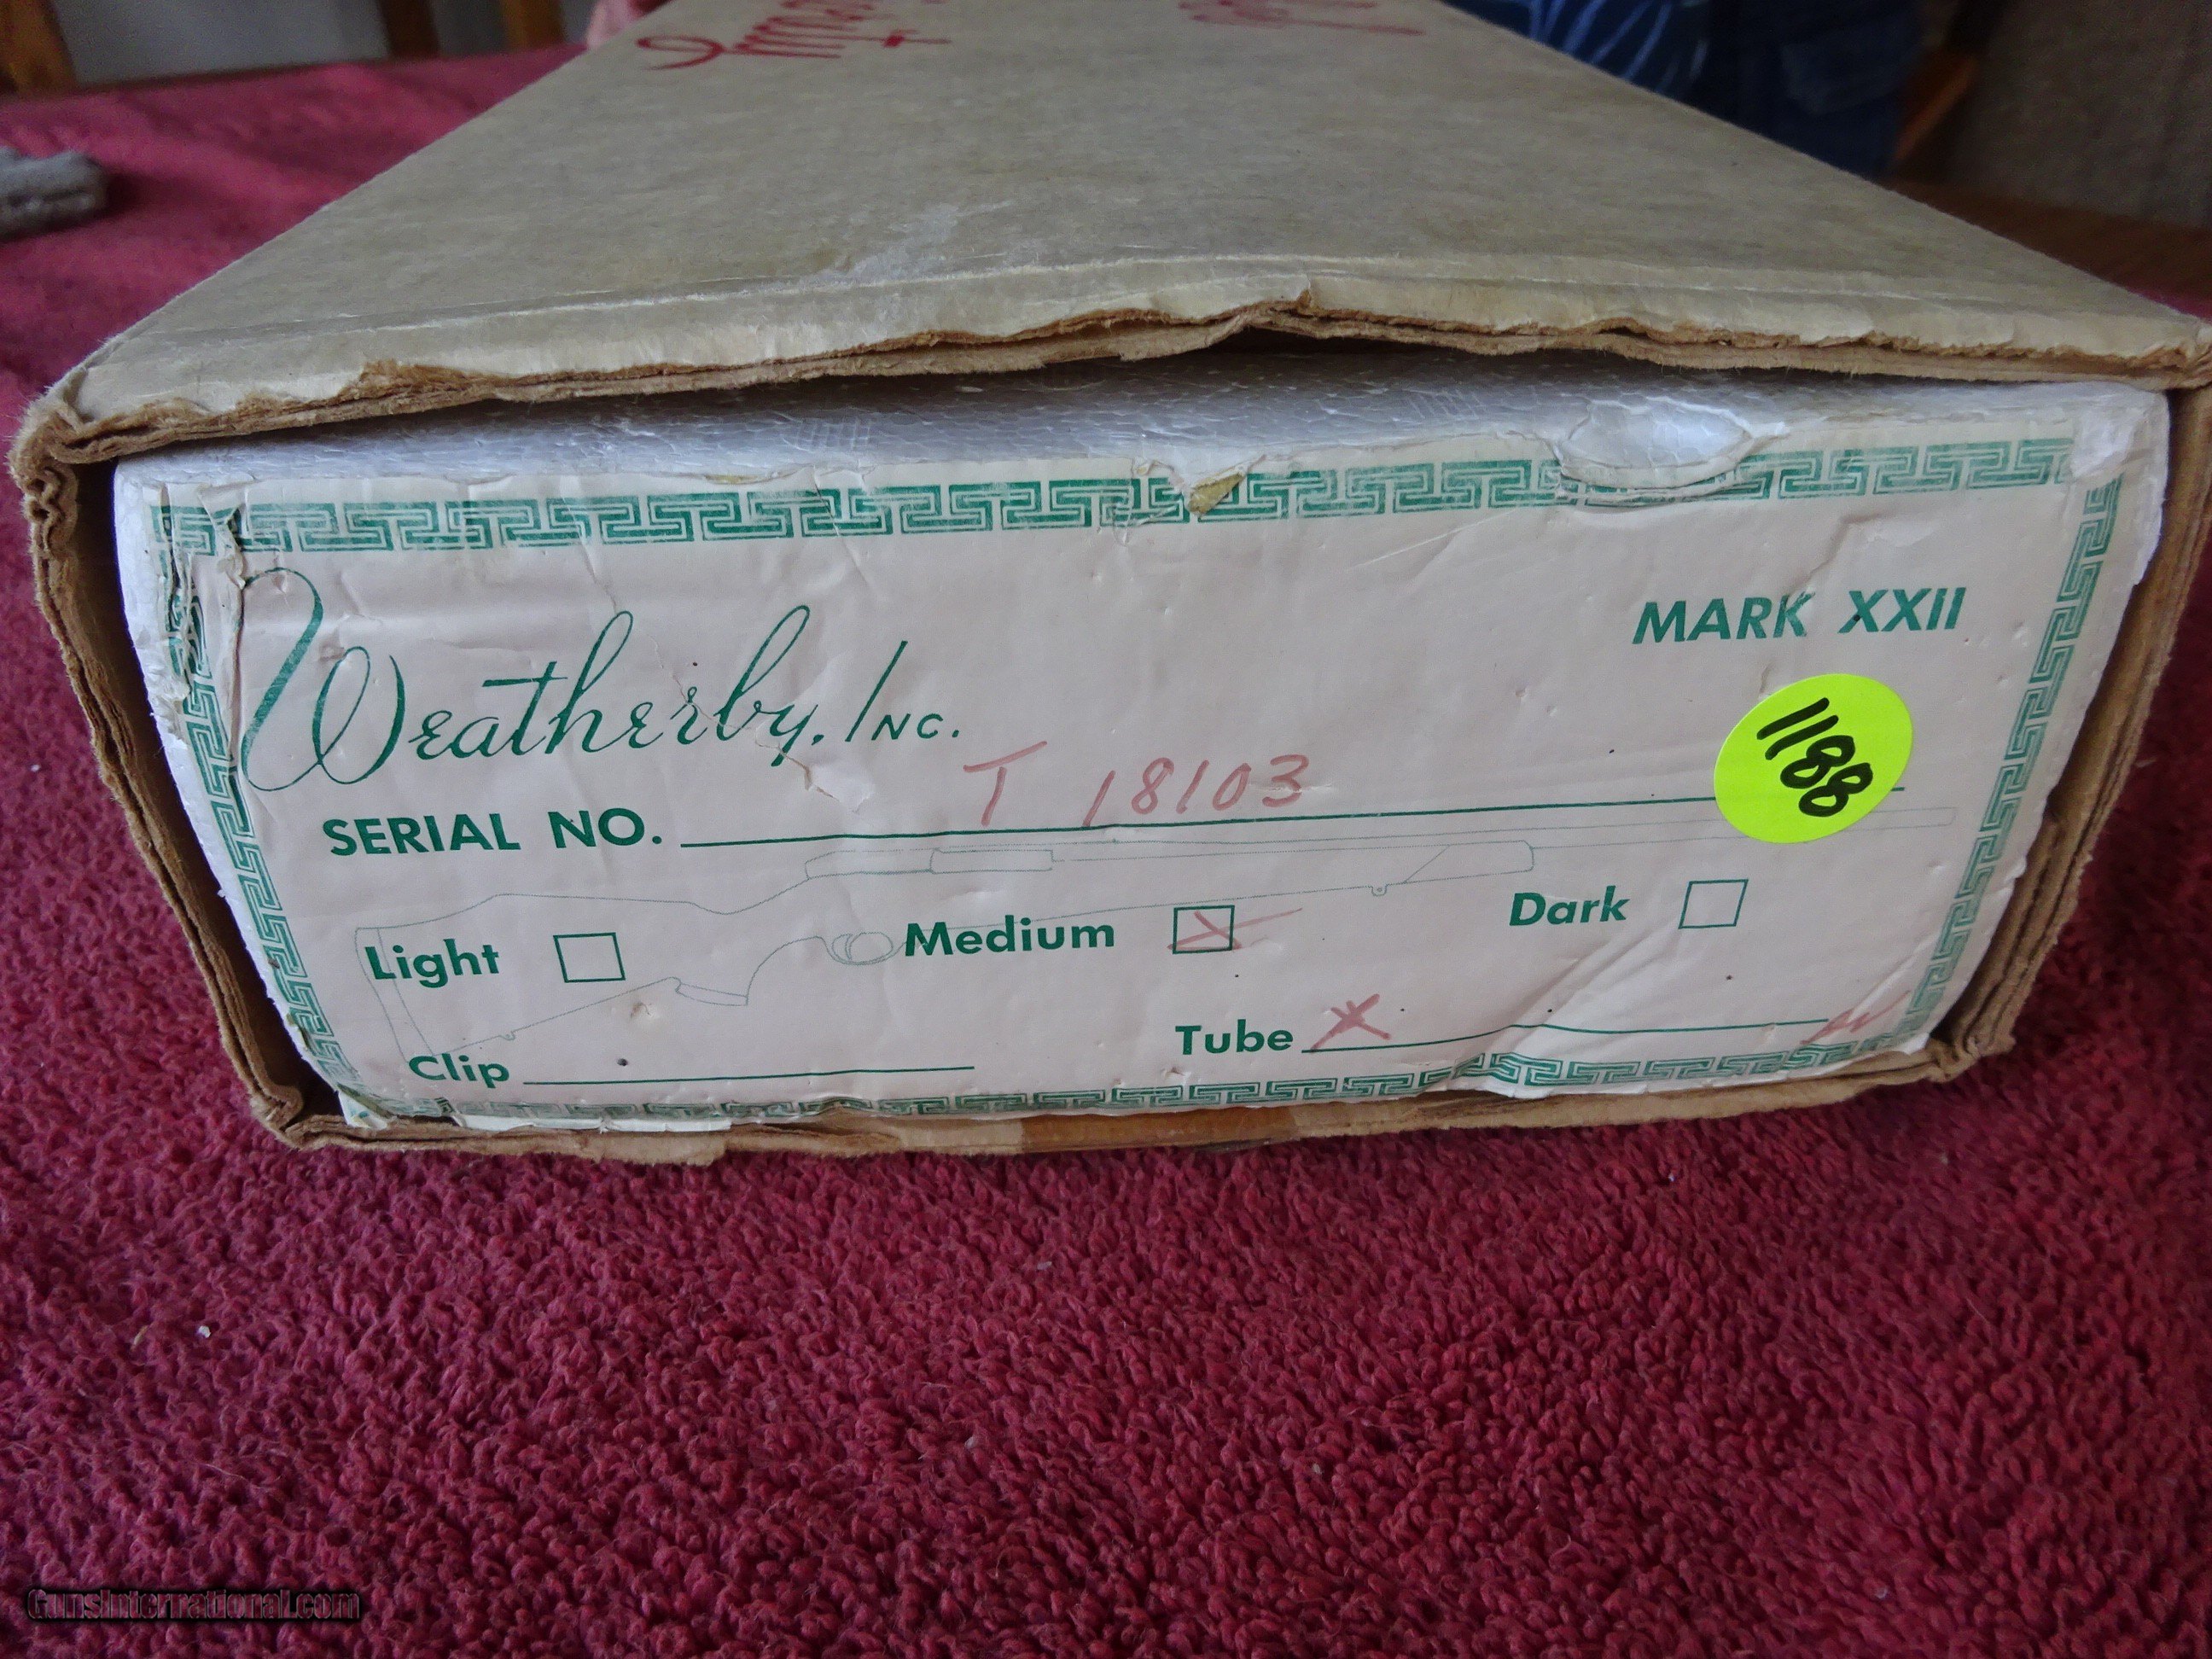 Weatherby, Inc.
MARK XXII
1188
SERIAL NO. T 18103
Light Medium X Dark
Clip Tube X
GunsInternational.com